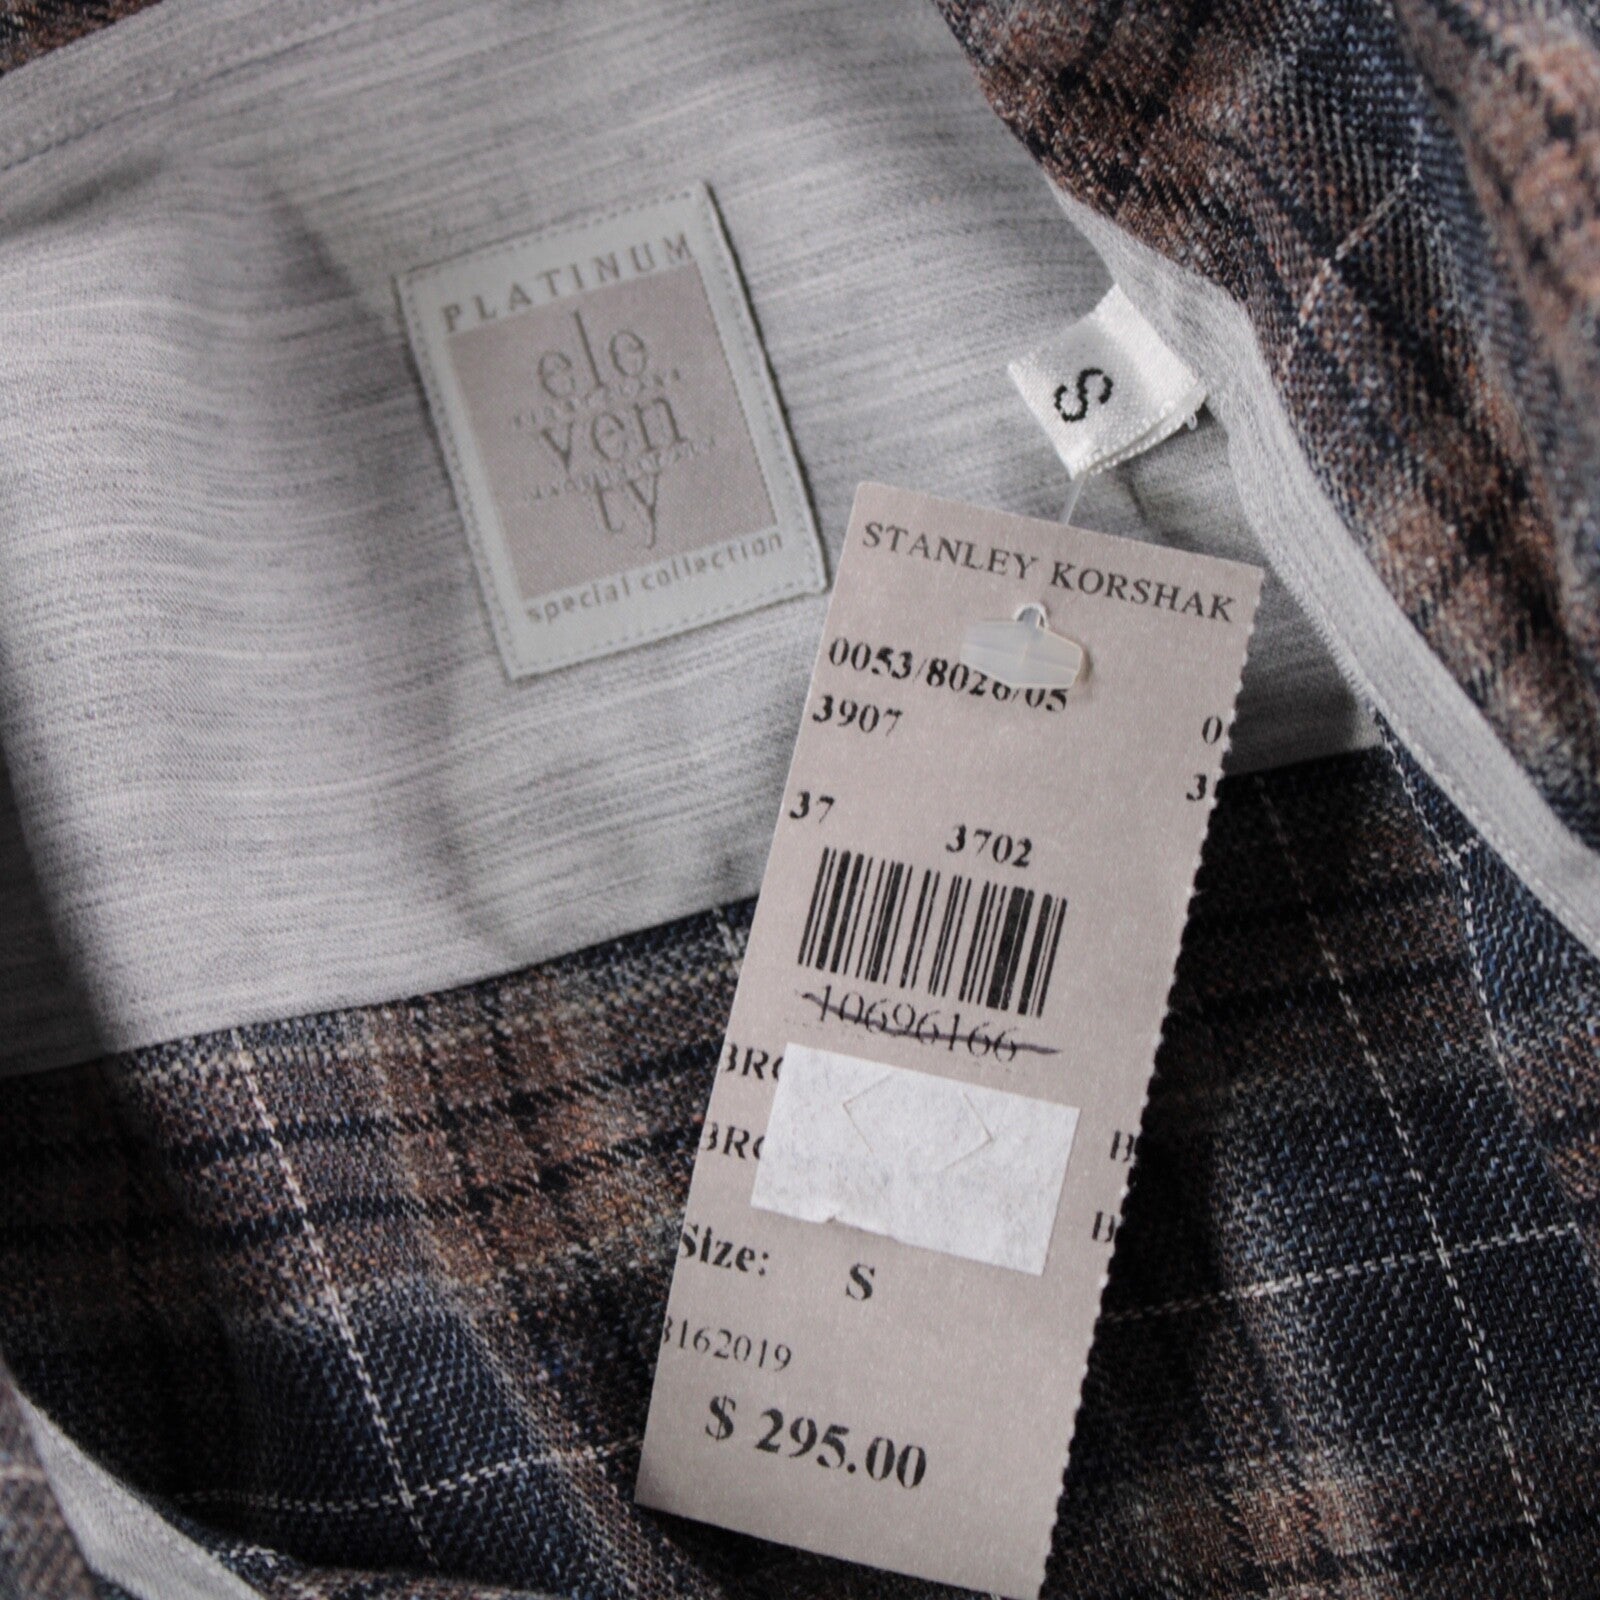 PLATINUM
ele
ven
ty
special collection
S
STANLEY KORSHAK
0053/8026/05
3907
37
3702
10696166
Size: S
3162019
$ 295.00